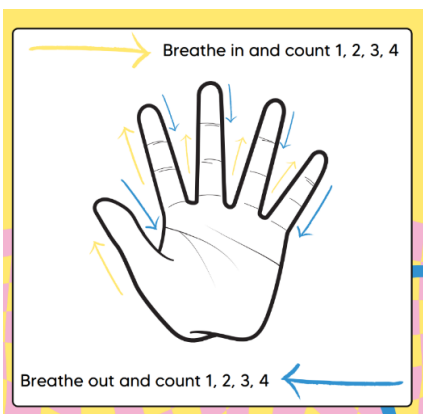 Breathe in and count 1, 2, 3, 4
Breathe out and count 1, 2, 3, 4